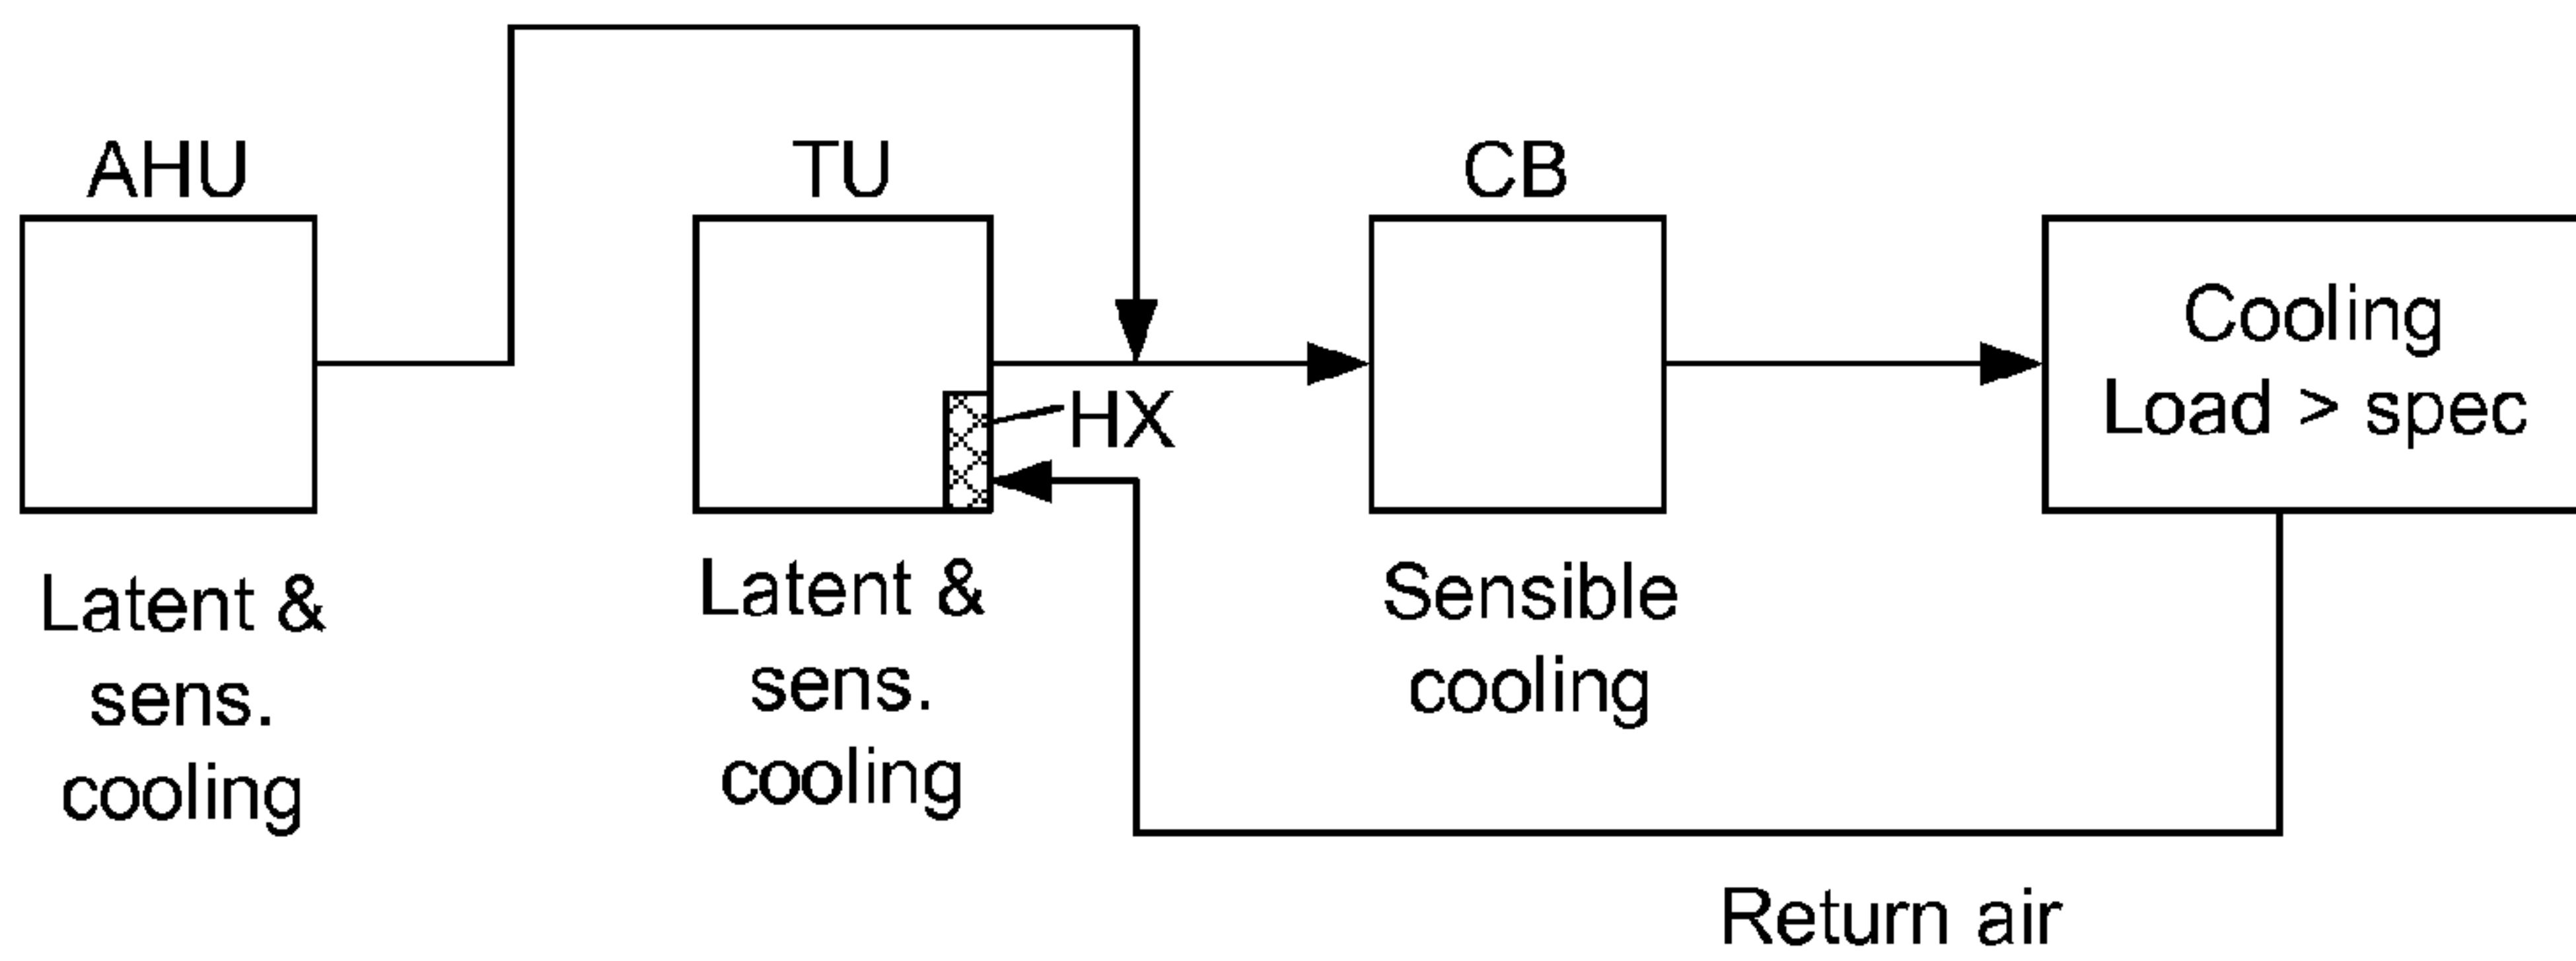 AHU
TU
CB
Cooling
Load > spec
HX
Latent &
sens.
cooling
Latent &
sens.
cooling
Sensible
cooling
Return air